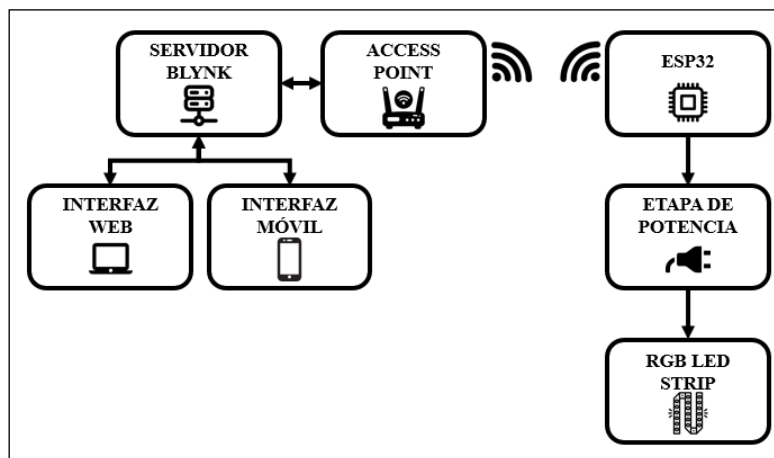 SERVIDOR
BLYNK
ACCESS
POINT
ESP32
INTERFAZ
WEB
INTERFAZ
MÓVIL
ETAPA DE
POTENCIA
RGB LED
STRIP